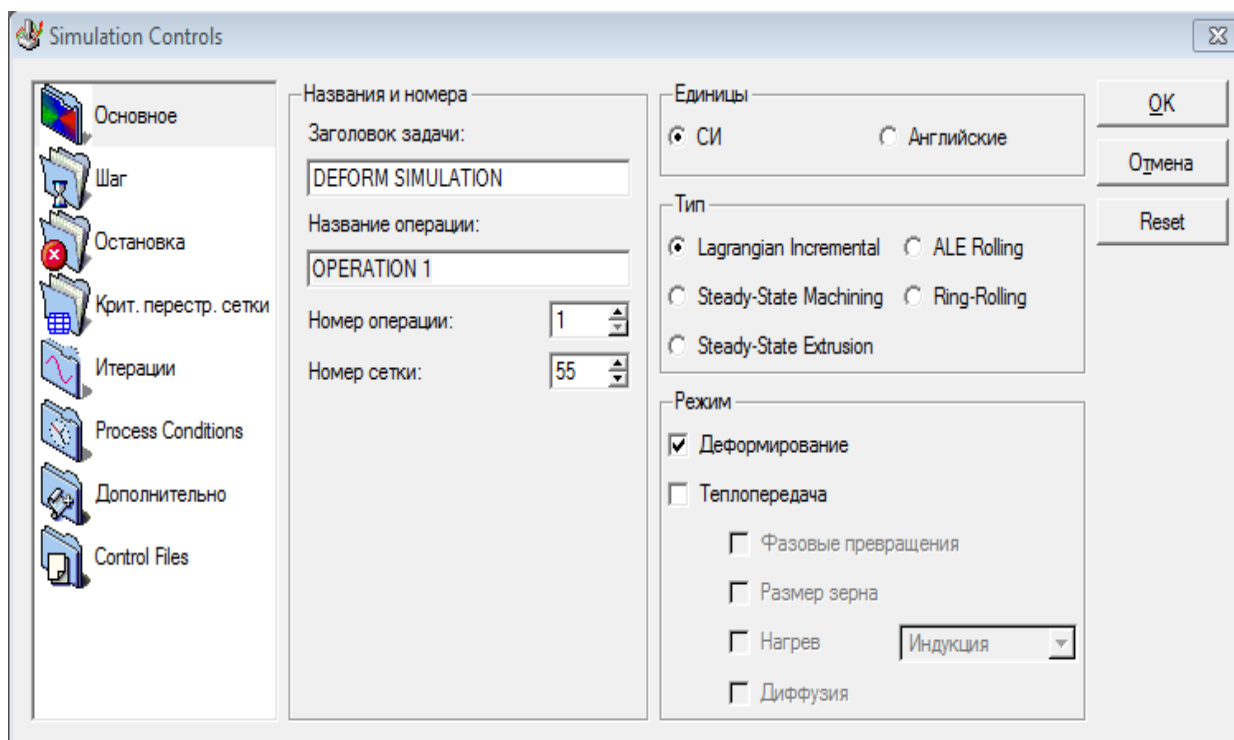 Simulation Controls
Основное
Шаг
Остановка
Крит. перестр. сетки
Итерации
Process Conditions
Дополнительно
Control Files
Названия и номера
Заголовок задачи:
DEFORM SIMULATION
Название операции:
OPERATION 1
Номер операции: 1
Номер сетки: 55
Единицы
СИ Английские
Тип
Lagrangian Incremental ALE Rolling
Steady-State Machining Ring-Rolling
Steady-State Extrusion
Режим
Деформирование
Теплопередача
Фазовые превращения
Размер зерна
Нагрев Индукция
Диффузия
OK
Отмена
Reset